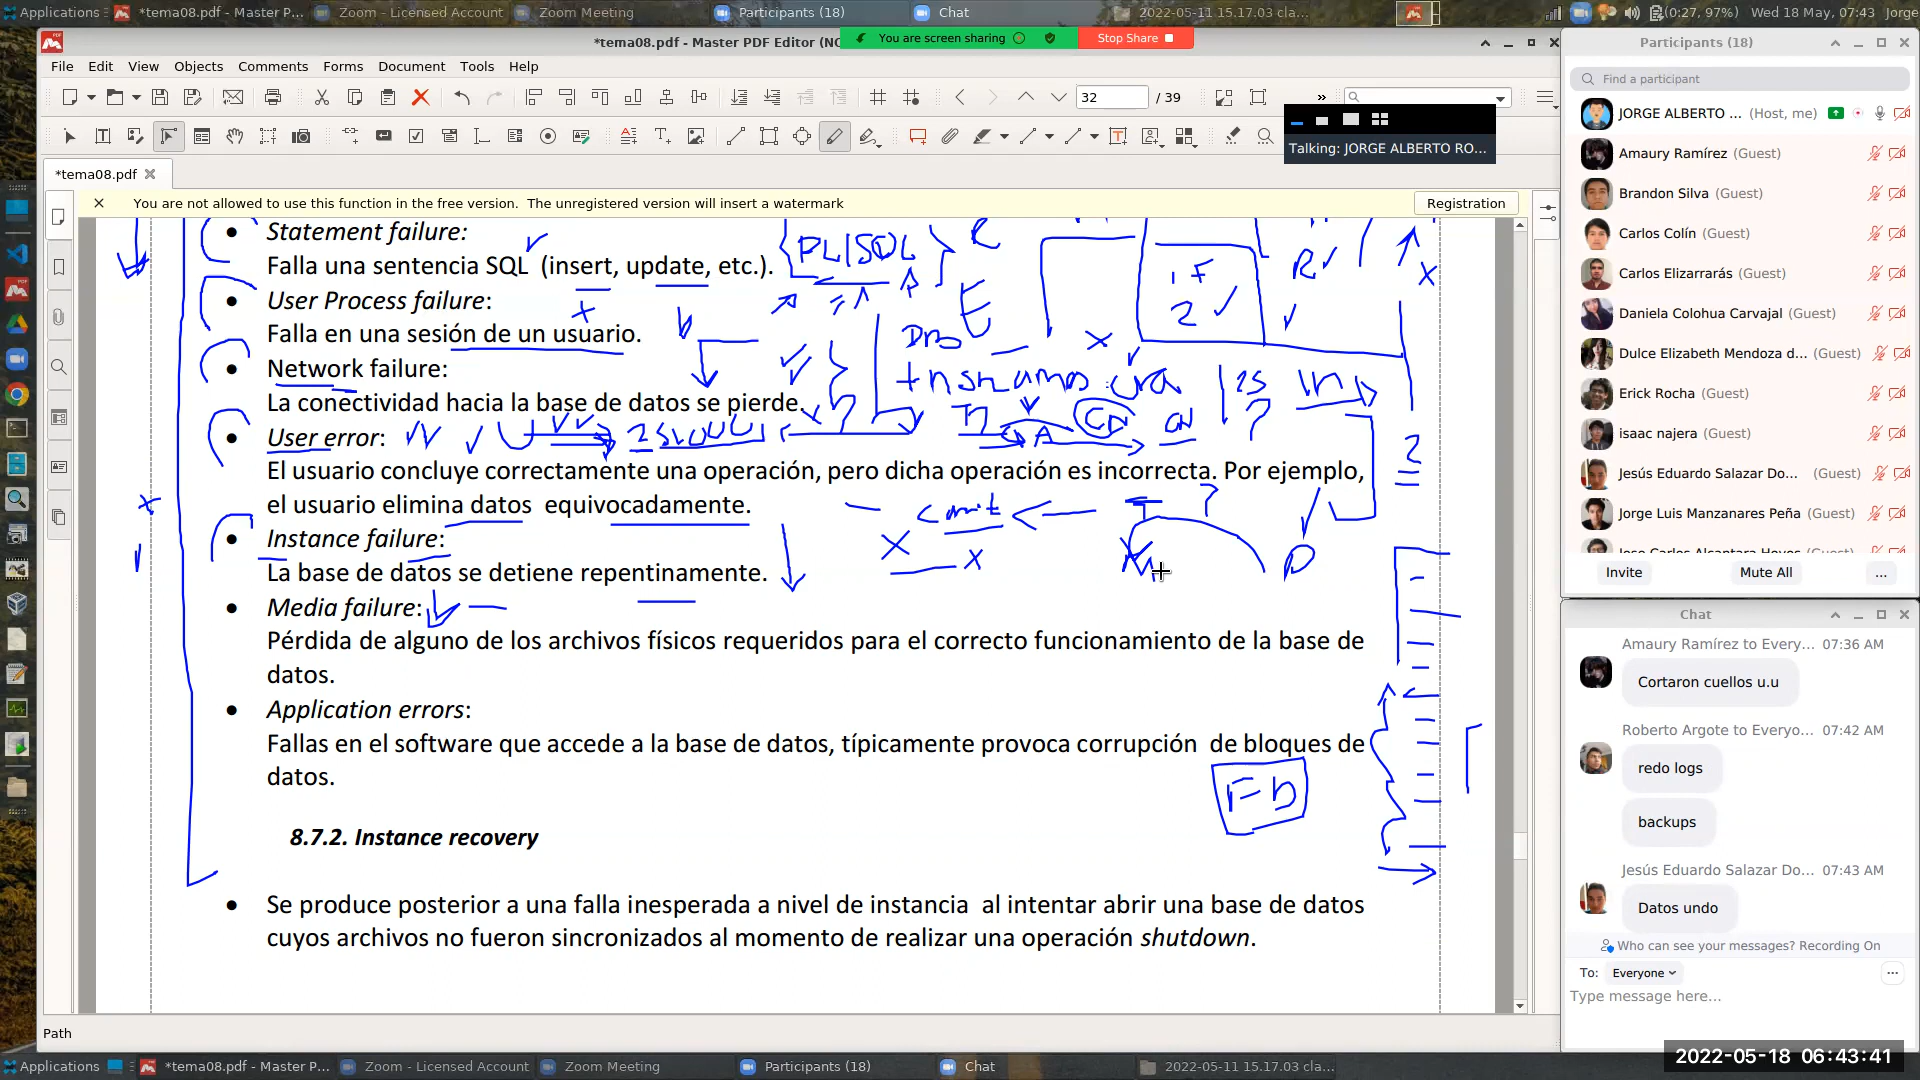 Applications
*tema08.pdf - Master P...
Zoom - Licensed Account
Zoom Meeting
Participants (18)
Chat
2022-05-11 15.17.03 cla...
(0:27, 97%)
Wed 18 May, 07:43
Jorge
*tema08.pdf - Master PDF Editor (NO
You are screen sharing
Stop Share
File Edit View Objects Comments Forms Document Tools Help
32 / 39
Talking: JORGE ALBERTO RO...
*tema08.pdf
You are not allowed to use this function in the free version. The unregistered version will insert a watermark
Registration
Statement failure:
Falla una sentencia SQL (insert, update, etc.).
PL/SQL
User Process failure:
Falla en una sesión de un usuario.
Network failure:
La conectividad hacia la base de datos se pierde.
User error:
El usuario concluye correctamente una operación, pero dicha operación es incorrecta. Por ejemplo,
el usuario elimina datos equivocadamente.
Instance failure:
La base de datos se detiene repentinamente.
Media failure:
Pérdida de alguno de los archivos físicos requeridos para el correcto funcionamiento de la base de
datos.
Application errors:
Fallas en el software que accede a la base de datos, típicamente provoca corrupción de bloques de
datos.
8.7.2. Instance recovery
Se produce posterior a una falla inesperada a nivel de instancia al intentar abrir una base de datos
cuyos archivos no fueron sincronizados al momento de realizar una operación shutdown.
Path
Participants (18)
Find a participant
JORGE ALBERTO ... (Host, me)
Amaury Ramírez (Guest)
Brandon Silva (Guest)
Carlos Colín (Guest)
Carlos Elizarrarás (Guest)
Daniela Colohua Carvajal (Guest)
Dulce Elizabeth Mendoza d... (Guest)
Erick Rocha (Guest)
isaac najera (Guest)
Jesús Eduardo Salazar Do... (Guest)
Jorge Luis Manzanares Peña (Guest)
Invite
Mute All
...
Chat
Amaury Ramírez to Every... 07:36 AM
Cortaron cuellos u.u
Roberto Argote to Everyo... 07:42 AM
redo logs
backups
Jesús Eduardo Salazar Do... 07:43 AM
Datos undo
Who can see your messages? Recording On
To: Everyone
Type message here...
Applications
*tema08.pdf - Master P...
Zoom - Licensed Account
Zoom Meeting
Participants (18)
Chat
2022-05-11 15.17.03 cla...
2022-05-18 06:43:41